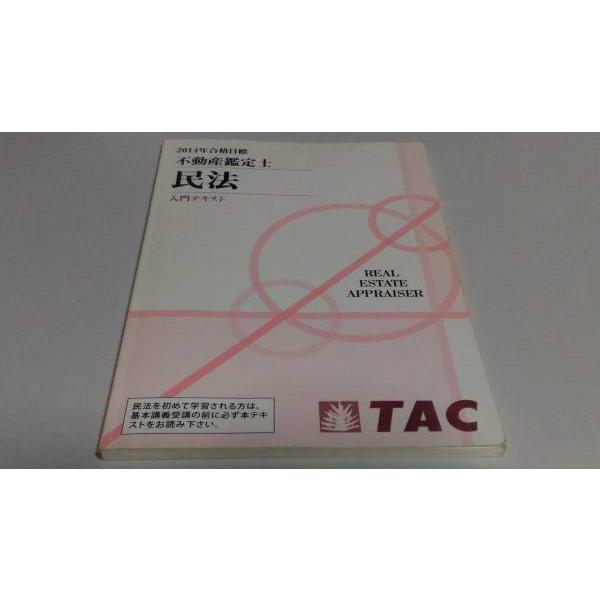 2014年合格目標
不動産鑑定士
民法
入門テキスト
REAL
ESTATE
APPRAISER
民法を初めて学習される方は、
基本講義受講の前に必ず本テキ
ストをお読み下さい。
TAC